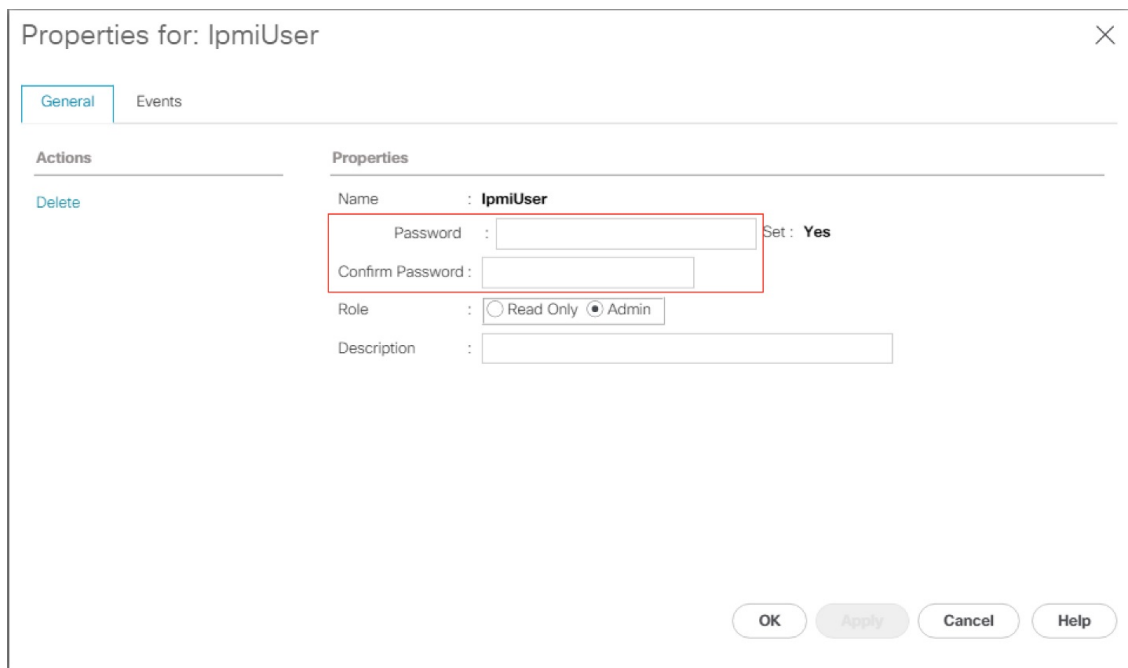 Properties for: IpmiUser
General Events
Actions
Properties
Delete
Name : IpmiUser
Password : Set : Yes
Confirm Password :
Role : Read Only Admin
Description :
OK Apply Cancel Help